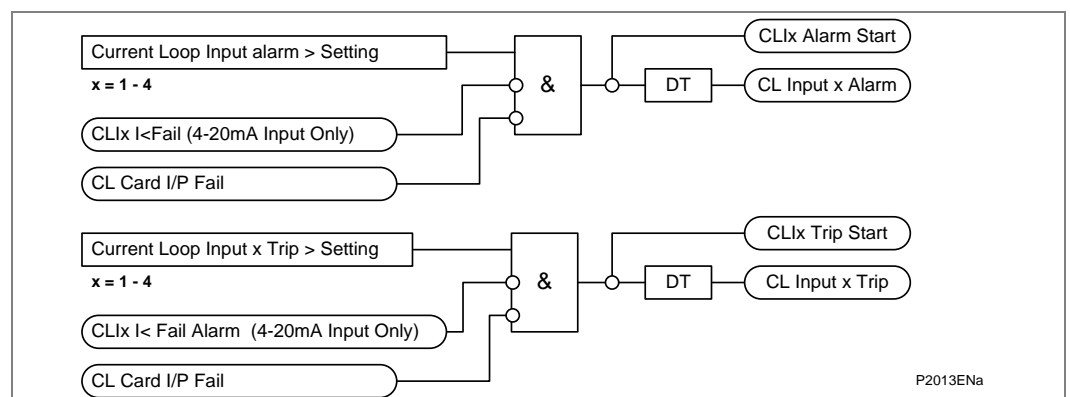 Current Loop Input alarm > Setting
x = 1 - 4
CLIx I<Fail (4-20mA Input Only)
CL Card I/P Fail
&
DT
CLIx Alarm Start
CL Input x Alarm
Current Loop Input x Trip > Setting
x = 1 - 4
CLIx I< Fail Alarm (4-20mA Input Only)
CL Card I/P Fail
&
DT
CLIx Trip Start
CL Input x Trip
P2013ENa